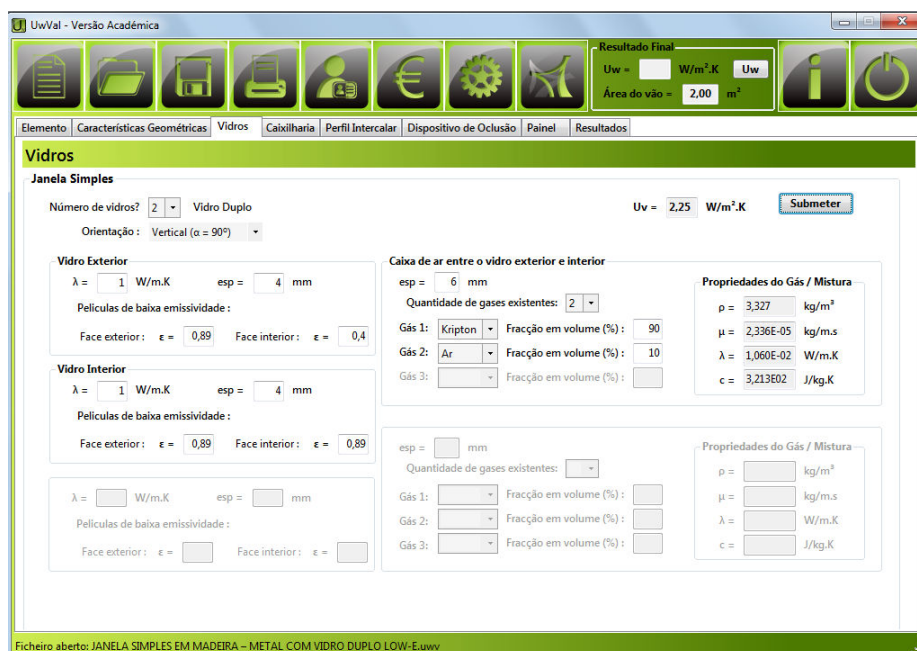 UwVal - Versão Académica
Resultado Final
Uw = W/m².K Uw
Área do vão = 2,00 m²
Elemento Características Geométricas Vidros Caixilharia Perfil Intercalar Dispositivo de Oclusão Painel Resultados
Vidros
Janela Simples
Número de vidros? 2 Vidro Duplo Uv = 2,25 W/m².K Submeter
Orientação : Vertical (α = 90º)
Vidro Exterior
λ = 1 W/m.K esp = 4 mm
Peliculas de baixa emissividade :
Face exterior : ε = 0,89 Face interior : ε = 0,4
Vidro Interior
λ = 1 W/m.K esp = 4 mm
Peliculas de baixa emissividade :
Face exterior : ε = 0,89 Face interior : ε = 0,89
λ = W/m.K esp = mm
Peliculas de baixa emissividade :
Face exterior : ε = Face interior : ε =
Caixa de ar entre o vidro exterior e interior
esp = 6 mm
Quantidade de gases existentes: 2
Gás 1: Kripton Fracção em volume (%) : 90
Gás 2: Ar Fracção em volume (%) : 10
Gás 3: Fracção em volume (%) :
Propriedades do Gás / Mistura
ρ = 3,327 kg/m³
μ = 2,336E-05 kg/m.s
λ = 1,060E-02 W/m.K
c = 3,213E02 J/kg.K
esp = mm
Quantidade de gases existentes:
Gás 1: Fracção em volume (%) :
Gás 2: Fracção em volume (%) :
Gás 3: Fracção em volume (%) :
Propriedades do Gás / Mistura
ρ = kg/m³
μ = kg/m.s
λ = W/m.K
c = J/kg.K
Ficheiro aberto: JANELA SIMPLES EM MADEIRA – METAL COM VIDRO DUPLO LOW-E.uwv